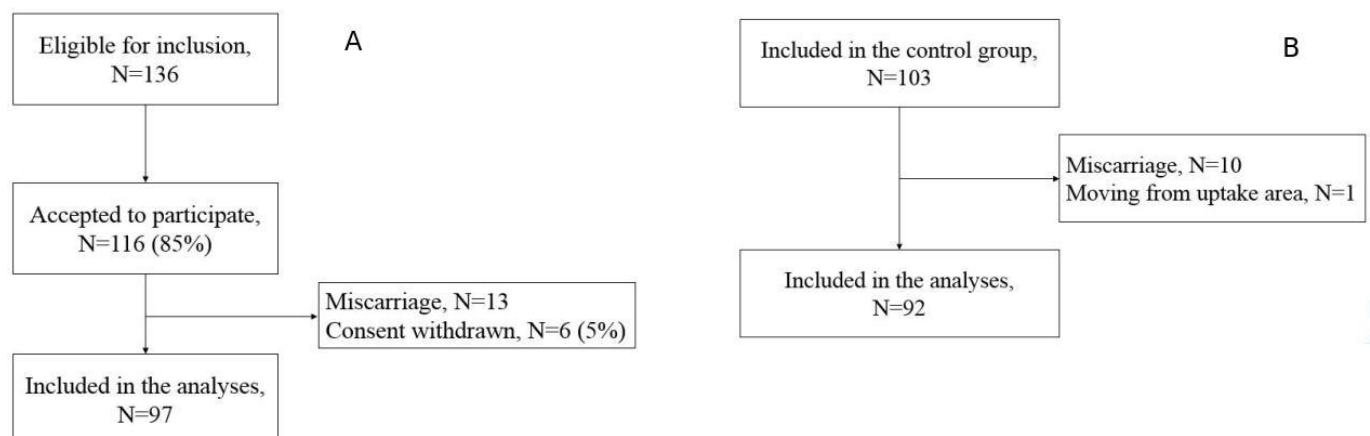 Eligible for inclusion,
N=136
A
Accepted to participate,
N=116 (85%)
Miscarriage, N=13
Consent withdrawn, N=6 (5%)
Included in the analyses,
N=97
Included in the control group,
N=103
B
Miscarriage, N=10
Moving from uptake area, N=1
Included in the analyses,
N=92